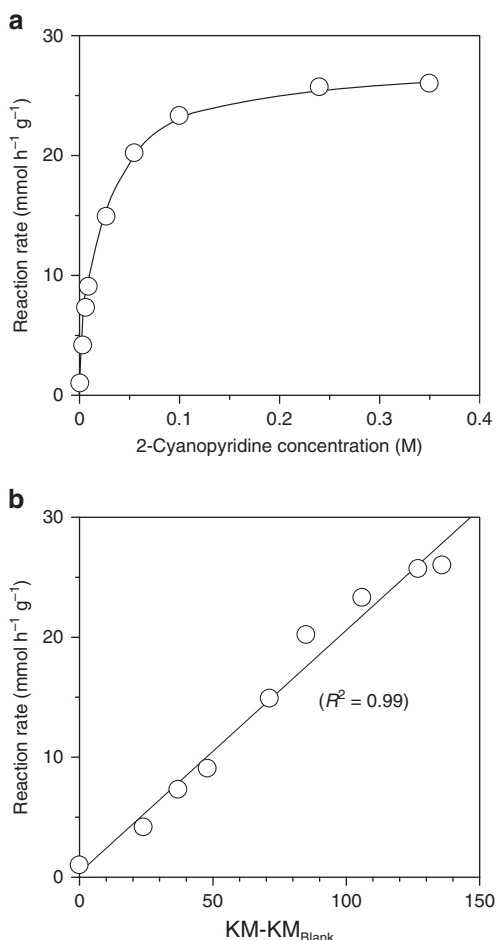 a
30
20
10
0
Reaction rate (mmol h⁻¹ g⁻¹)
0 0.1 0.2 0.3 0.4
2-Cyanopyridine concentration (M)
b
30
20
10
0
Reaction rate (mmol h⁻¹ g⁻¹)
(R² = 0.99)
0 50 100 150
KM-KM_Blank